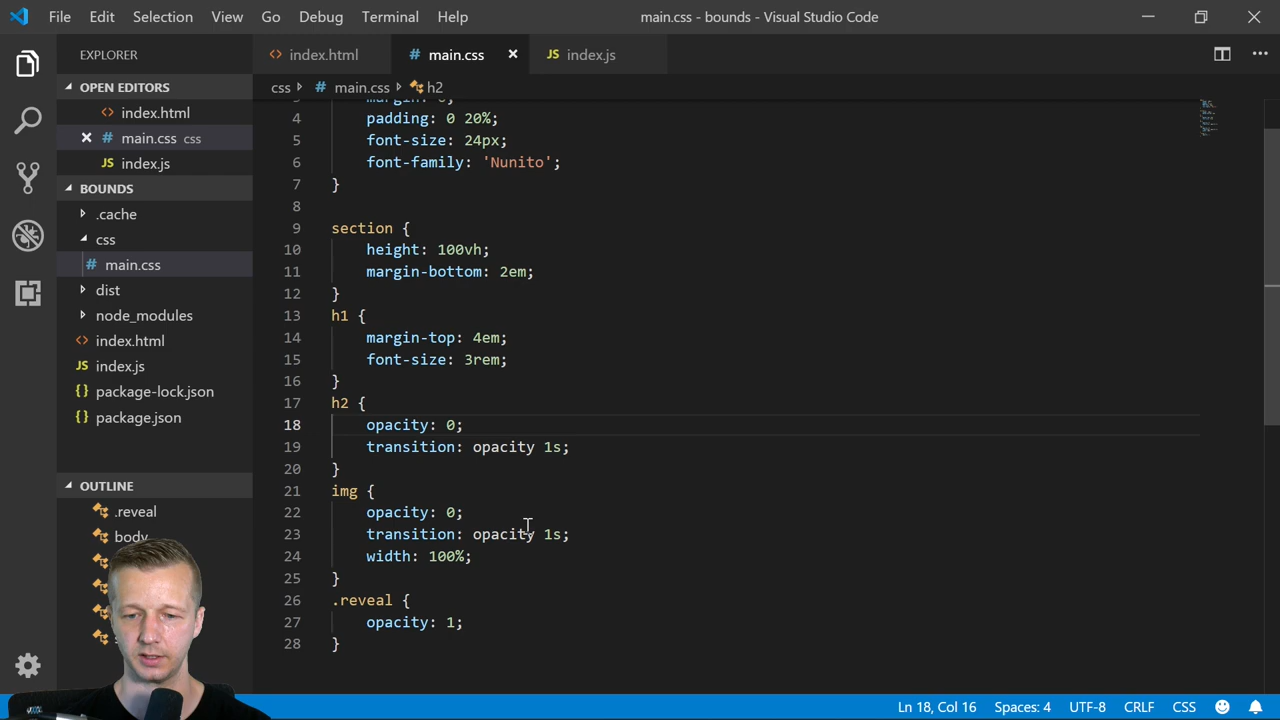 File Edit Selection View Go Debug Terminal Help
main.css - bounds - Visual Studio Code
EXPLORER
index.html
main.css
index.js
OPEN EDITORS
css main.css h2
index.html
main.css css
index.js
BOUNDS
.cache
css
main.css
dist
node_modules
index.html
index.js
package-lock.json
package.json
OUTLINE
.reveal
body
4 padding: 0 20%;
5 font-size: 24px;
6 font-family: 'Nunito';
7 }
8
9 section {
10 height: 100vh;
11 margin-bottom: 2em;
12 }
13 h1 {
14 margin-top: 4em;
15 font-size: 3rem;
16 }
17 h2 {
18 opacity: 0;
19 transition: opacity 1s;
20 }
21 img {
22 opacity: 0;
23 transition: opacity 1s;
24 width: 100%;
25 }
26 .reveal {
27 opacity: 1;
28 }
Ln 18, Col 16 Spaces: 4 UTF-8 CRLF CSS